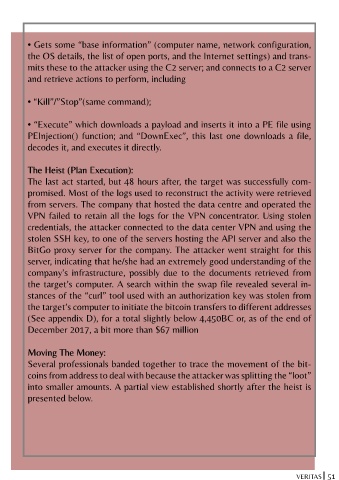 • Gets some “base information” (computer name, network configuration,
the OS details, the list of open ports, and the Internet settings) and trans-
mits these to the attacker using the C2 server; and connects to a C2 server
and retrieve actions to perform, including
• “Kill”/”Stop”(same command);
• “Execute” which downloads a payload and inserts it into a PE file using
PEInjection() function; and “DownExec”, this last one downloads a file,
decodes it, and executes it directly.
The Heist (Plan Execution):
The last act started, but 48 hours after, the target was successfully com-
promised. Most of the logs used to reconstruct the activity were retrieved
from servers. The company that hosted the data centre and operated the
VPN failed to retain all the logs for the VPN concentrator. Using stolen
credentials, the attacker connected to the data center VPN and using the
stolen SSH key, to one of the servers hosting the API server and also the
BitGo proxy server for the company. The attacker went straight for this
server, indicating that he/she had an extremely good understanding of the
company’s infrastructure, possibly due to the documents retrieved from
the target’s computer. A search within the swap file revealed several in-
stances of the “curl” tool used with an authorization key was stolen from
the target’s computer to initiate the bitcoin transfers to different addresses
(See appendix D), for a total slightly below 4,450BC or, as of the end of
December 2017, a bit more than $67 million
Moving The Money:
Several professionals banded together to trace the movement of the bit-
coins from address to deal with because the attacker was splitting the “loot”
into smaller amounts. A partial view established shortly after the heist is
presented below.
VERITAS | 51